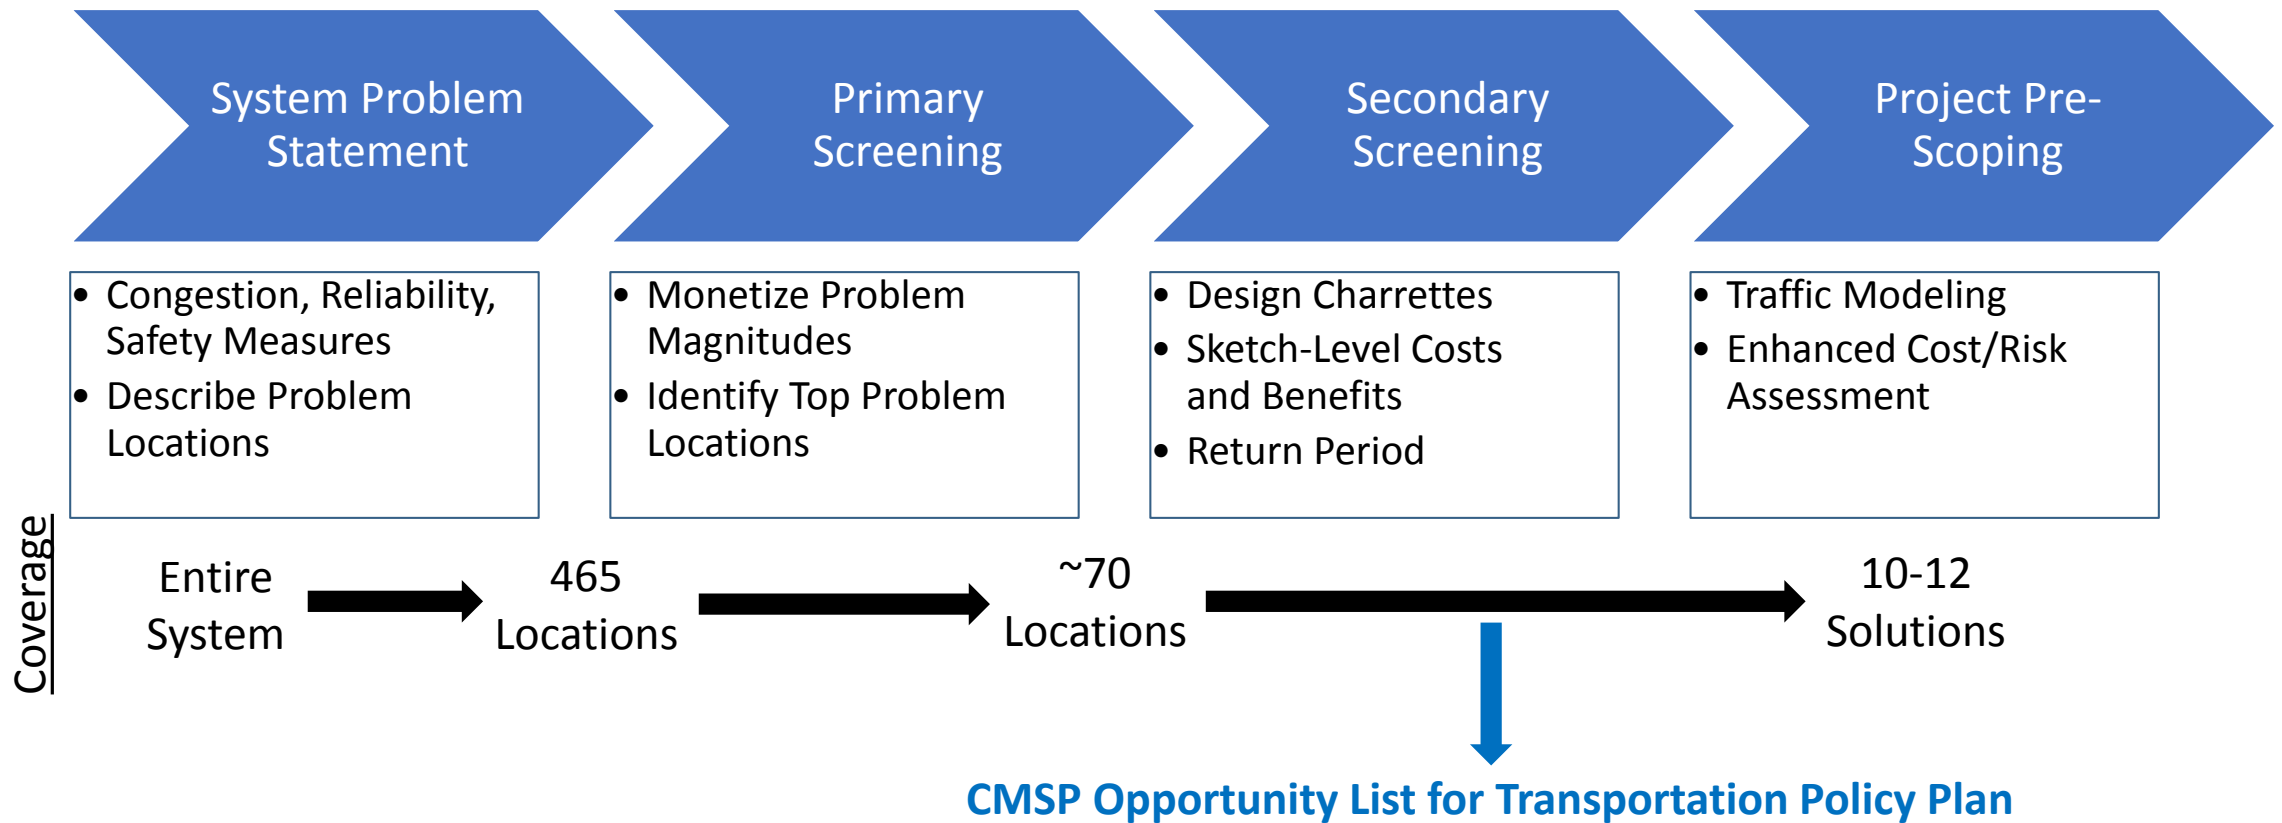 System Problem
Statement
Primary
Screening
Secondary
Screening
Project Pre-
Scoping
• Congestion, Reliability,
Safety Measures
• Describe Problem
Locations
• Monetize Problem
Magnitudes
• Identify Top Problem
Locations
• Design Charrettes
• Sketch-Level Costs
and Benefits
• Return Period
• Traffic Modeling
• Enhanced Cost/Risk
Assessment
Coverage
Entire
System
465
Locations
~70
Locations
10-12
Solutions
CMSP Opportunity List for Transportation Policy Plan